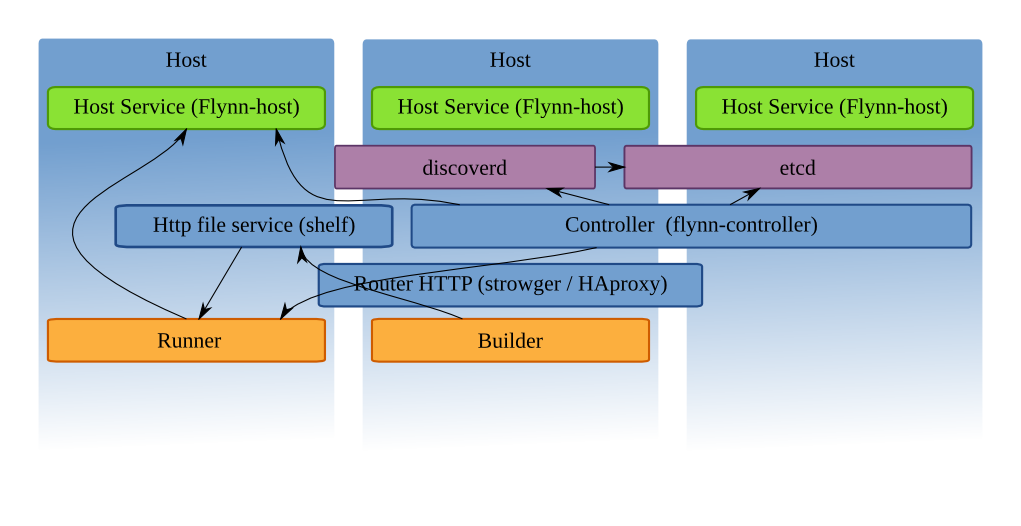 Host
Host
Host
Host Service (Flynn-host)
Host Service (Flynn-host)
Host Service (Flynn-host)
discoverd
etcd
Http file service (shelf)
Controller  (flynn-controller)
Router HTTP (strowger / HAproxy)
Runner
Builder